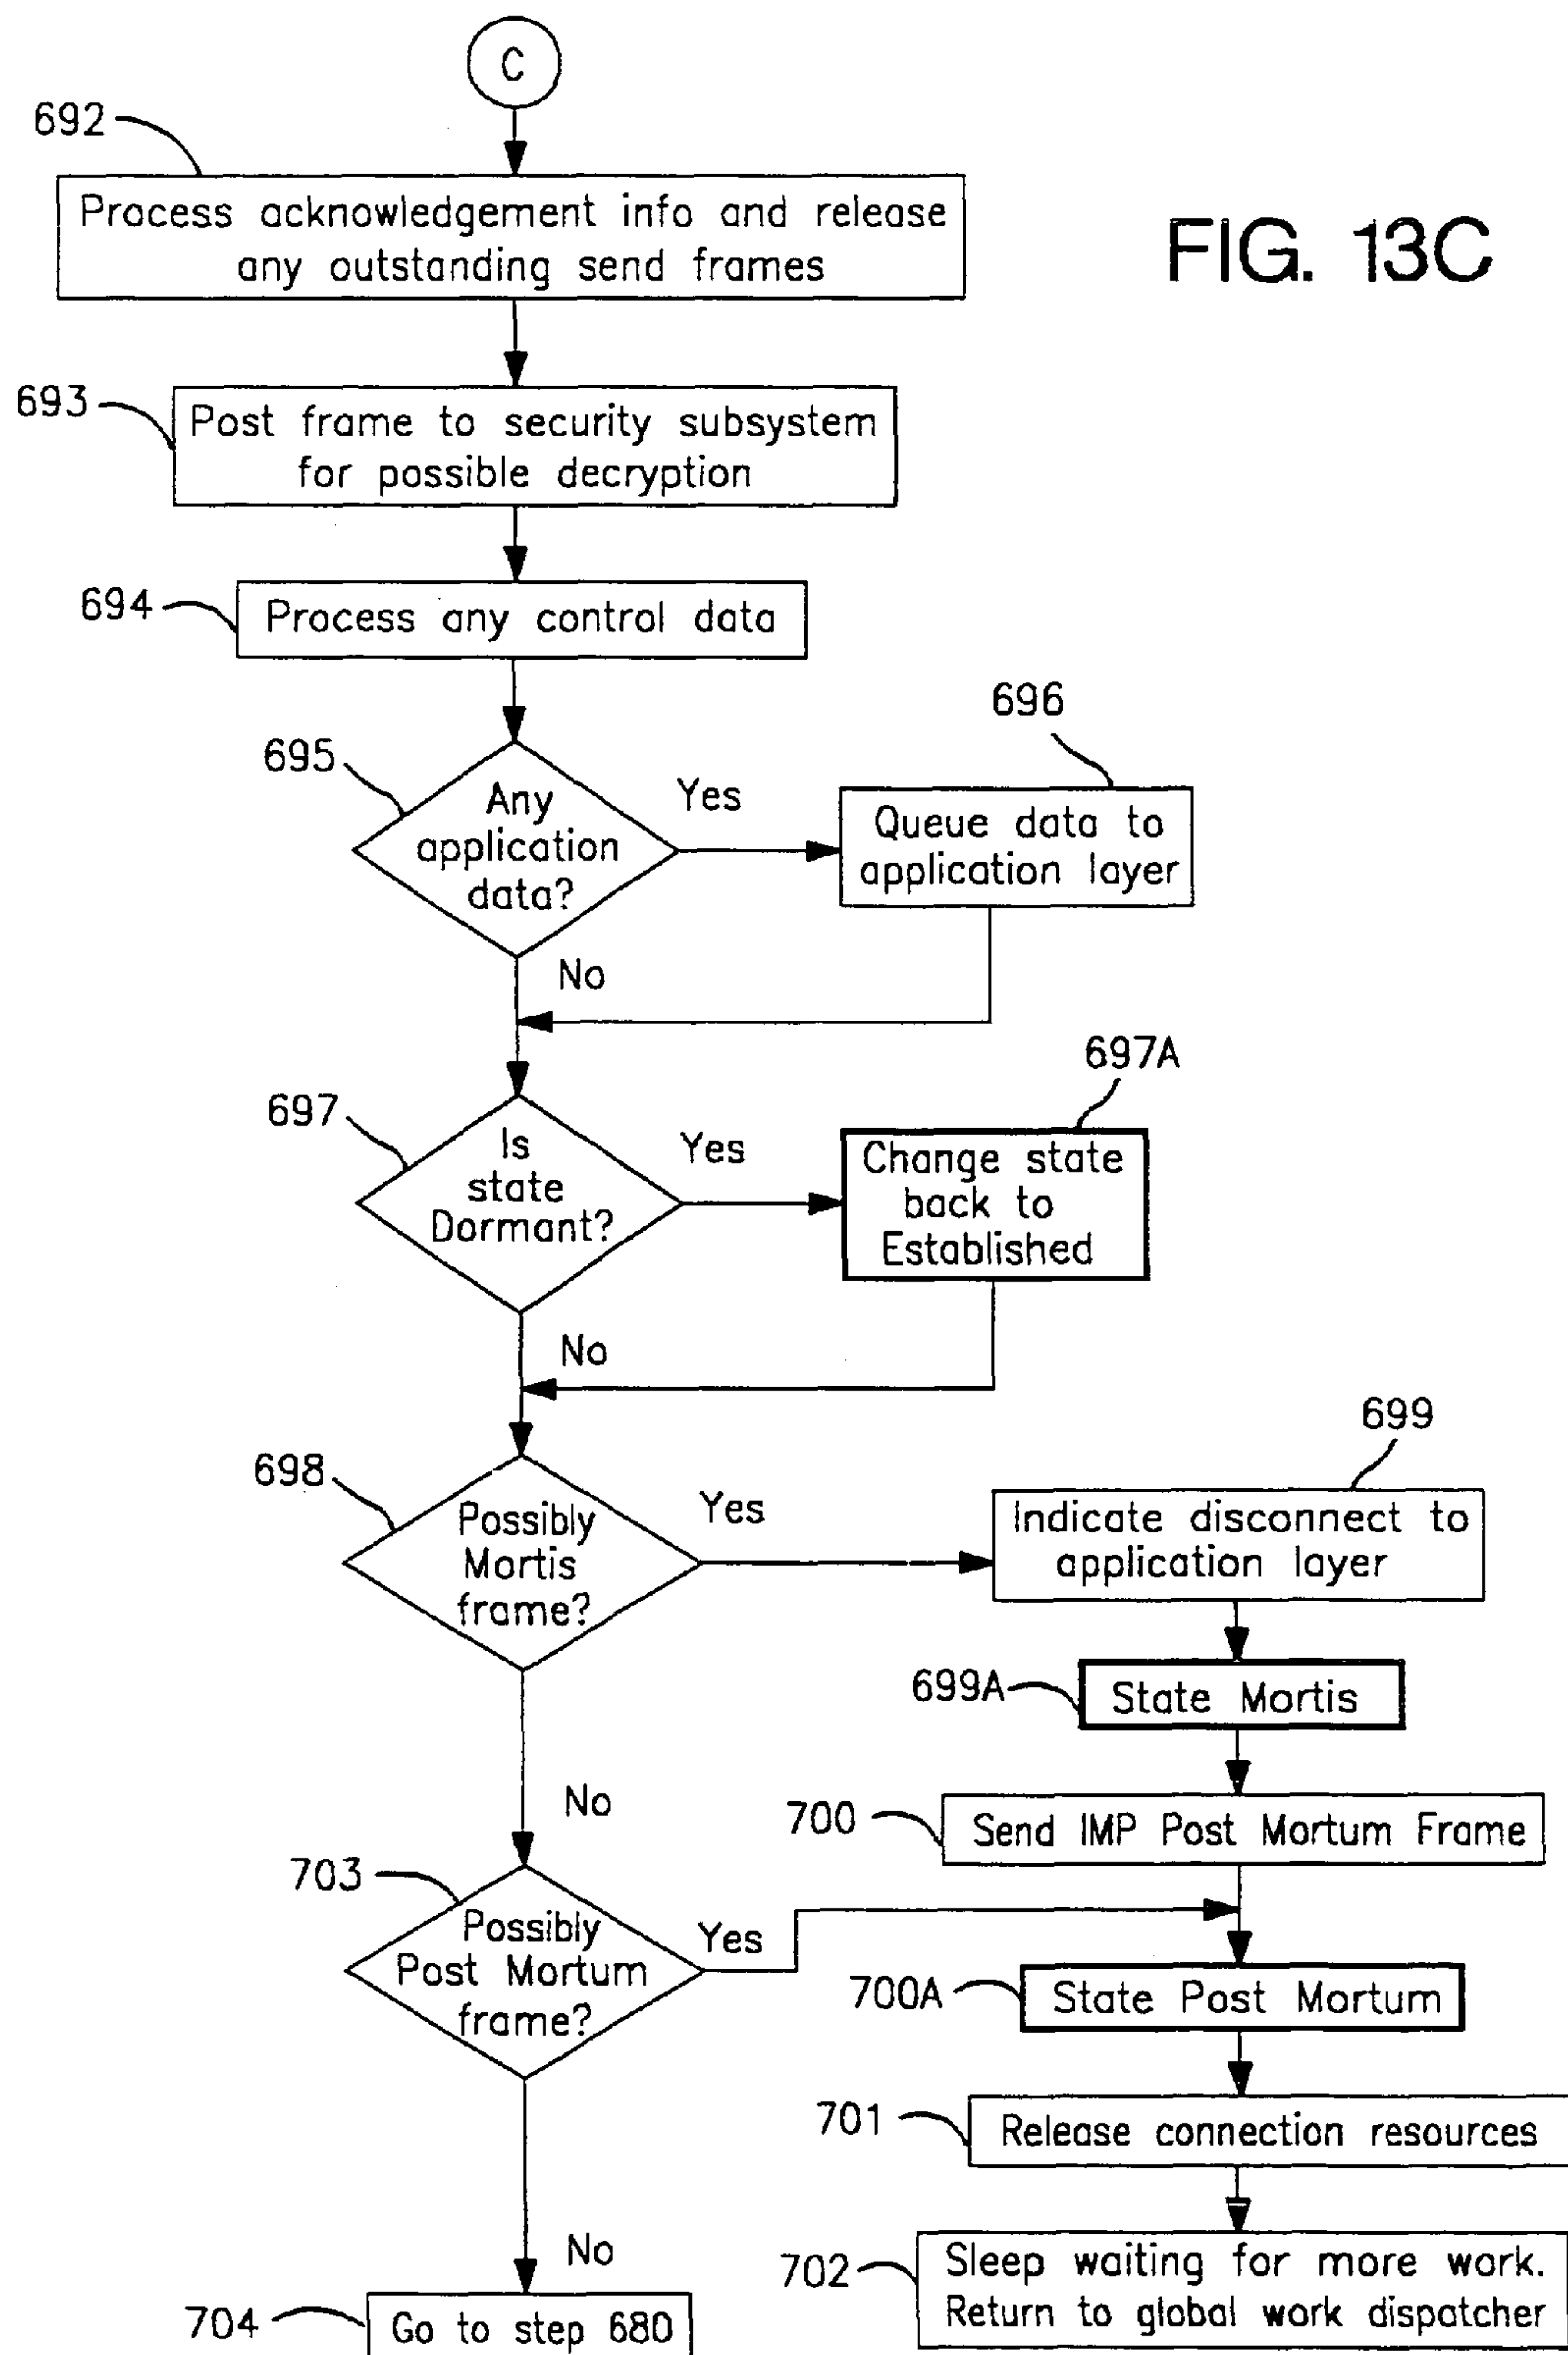 C
692
Process acknowledgement info and release
any outstanding send frames
FIG. 13C
693
Post frame to security subsystem
for possible decryption
694
Process any control data
695
Any
application
data?
Yes
696
Queue data to
application layer
No
697
Is
state
Dormant?
Yes
697A
Change state
back to
Established
No
698
Possibly
Mortis
frame?
Yes
699
Indicate disconnect to
application layer
699A
State Mortis
No
700
Send IMP Post Mortum Frame
703
Possibly
Post Mortum
frame?
Yes
700A
State Post Mortum
701
Release connection resources
No
702
Sleep waiting for more work.
Return to global work dispatcher
704
Go to step 680